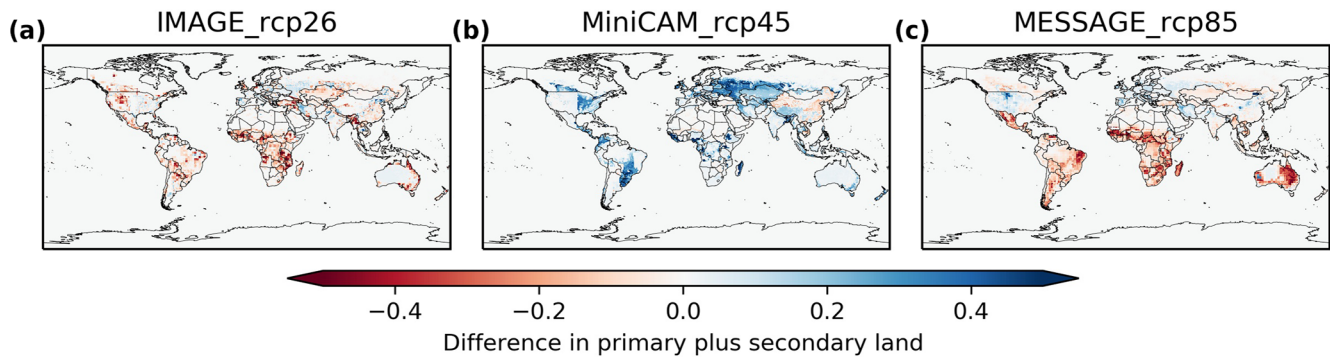 (a) IMAGE_rcp26
(b) MiniCAM_rcp45
(c) MESSAGE_rcp85
−0.4 −0.2 0.0 0.2 0.4
Difference in primary plus secondary land